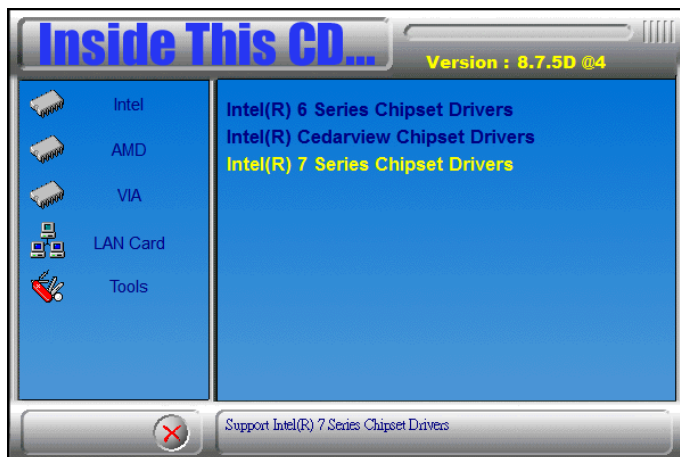 Inside This CD...
Version : 8.7.5D @4
Intel
AMD
VIA
LAN Card
Tools
Intel(R) 6 Series Chipset Drivers
Intel(R) Cedarview Chipset Drivers
Intel(R) 7 Series Chipset Drivers
Support Intel(R) 7 Series Chipset Drivers